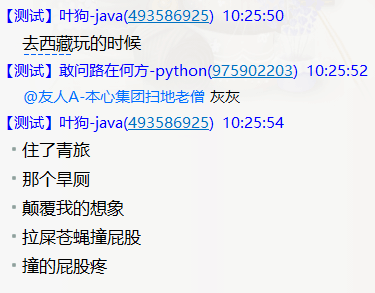 【测试】叶狗-java(493586925) 10:25:50
去西藏玩的时候
【测试】敢问路在何方-python(975902203) 10:25:52
@友人A-本心集团扫地老僧 灰灰
【测试】叶狗-java(493586925) 10:25:54
住了青旅
那个旱厕
颠覆我的想象
拉屎苍蝇撞屁股
撞的屁股疼